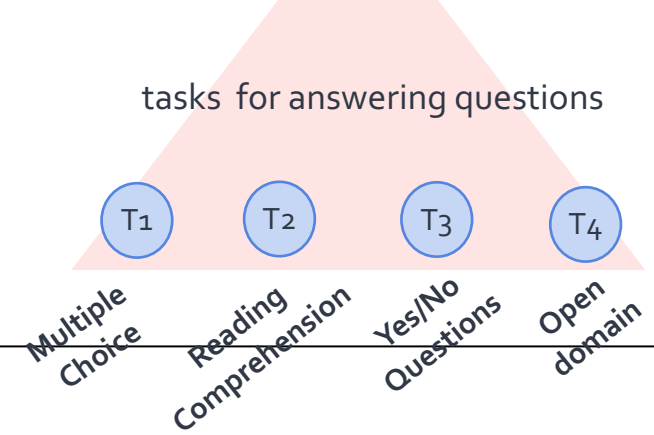 tasks for answering questions
T1
T2
T3
T4
Multiple
Choice
Reading
Comprehension
Yes/No
Questions
Open
domain